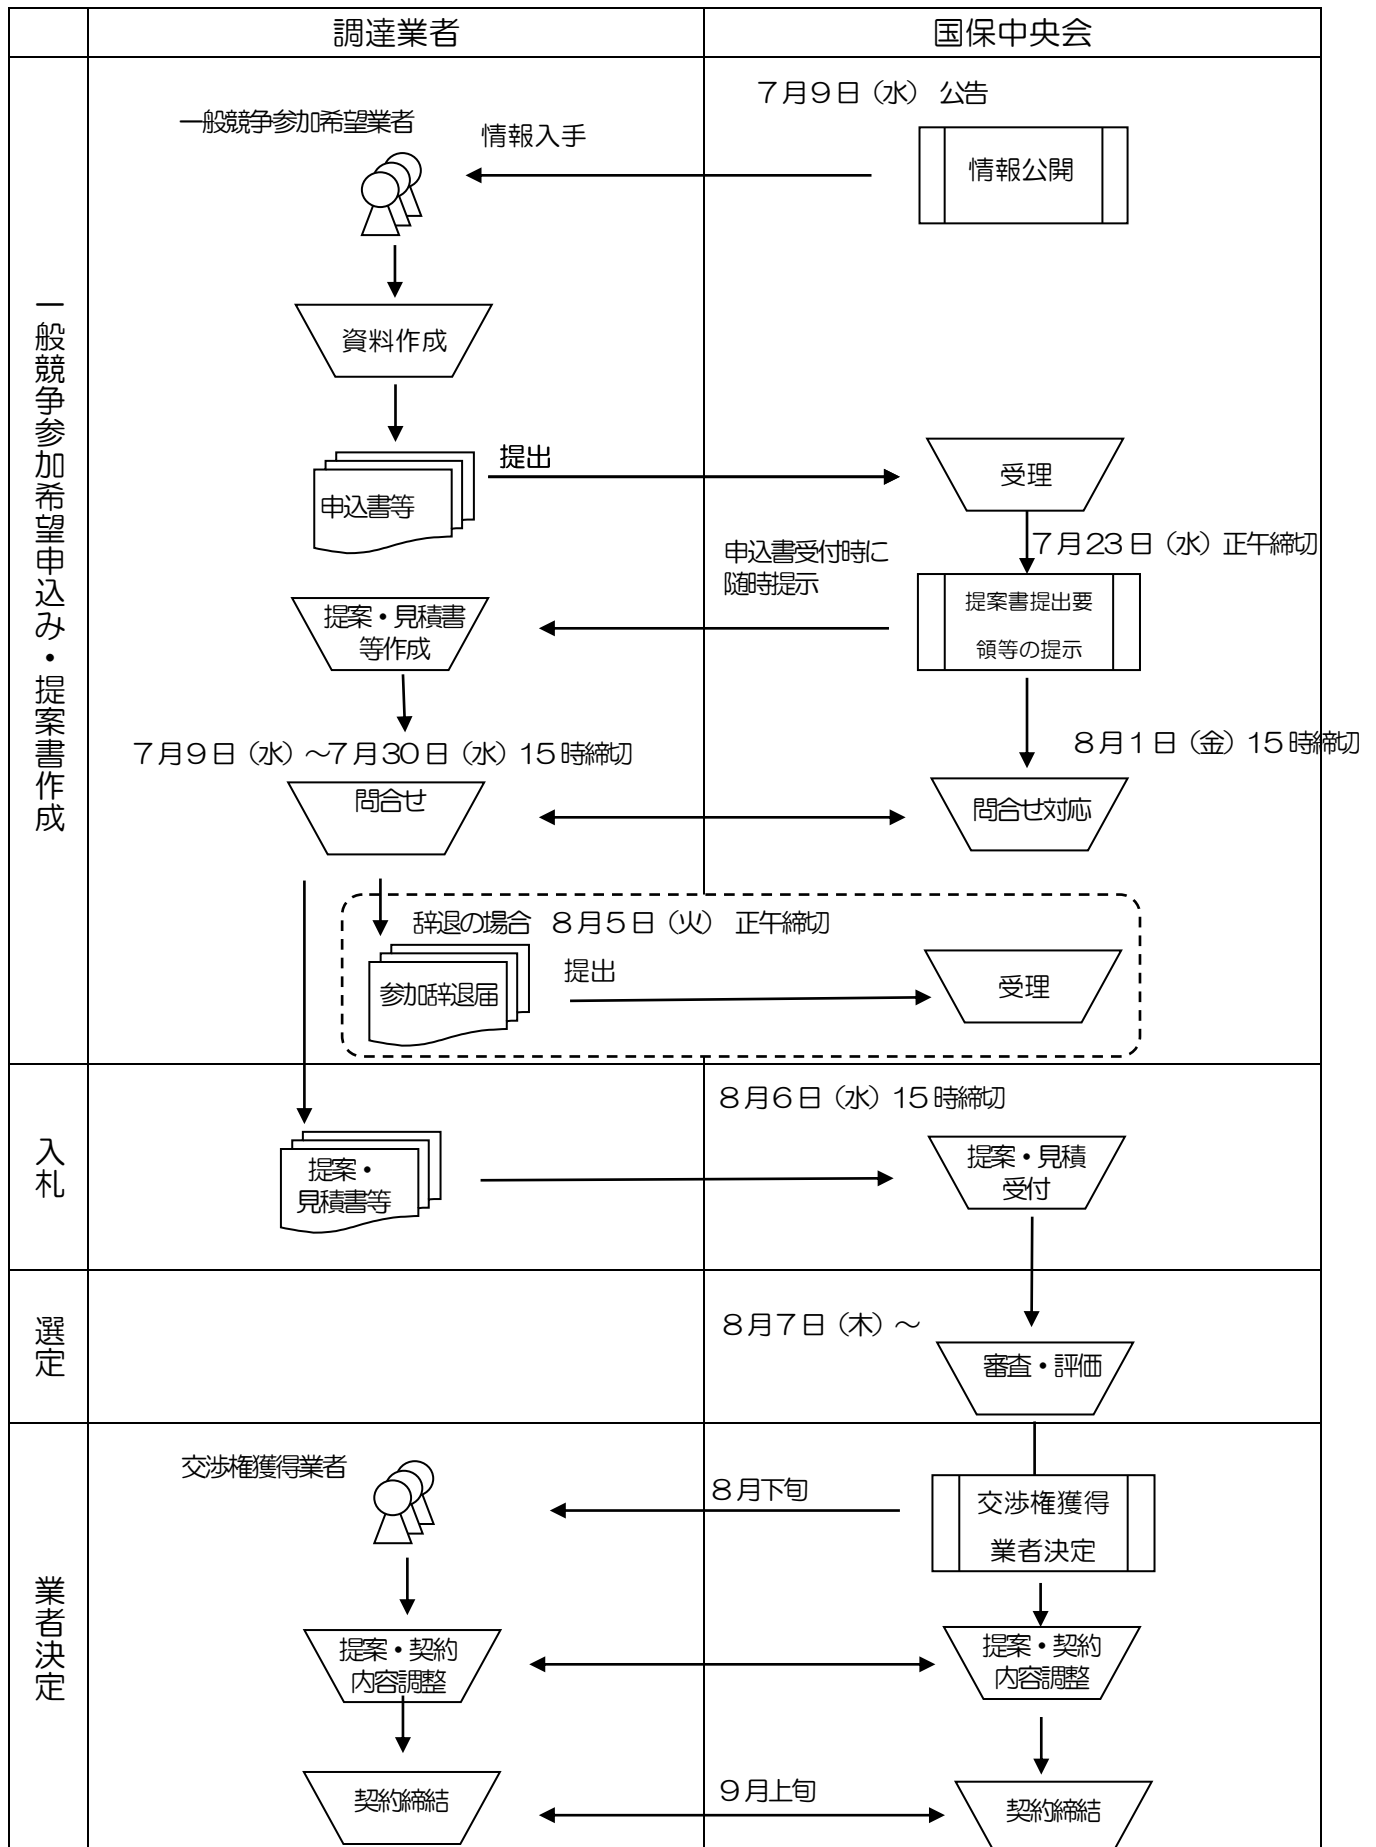 調達業者
国保中央会
一般競争参加希望申込み・提案書作成
７月９日（水） 公告
一般競争参加希望業者
情報入手
情報公開
資料作成
提出
申込書等
受理
７月23日（水）正午締切
申込書受付時に
随時提示
提案書提出要
領等の提示
提案・見積書
等作成
７月９日（水）～７月30日（水）15時締切
８月１日（金）15時締切
問合せ
問合せ対応
辞退の場合 ８月５日（火） 正午締切
提出
参加辞退届
受理
入札
８月６日（水）15時締切
提案・
見積書等
提案・見積
受付
選定
８月７日（木）～
審査・評価
業者決定
交渉権獲得業者
８月下旬
交渉権獲得
業者決定
提案・契約
内容調整
提案・契約
内容調整
９月上旬
契約締結
契約締結